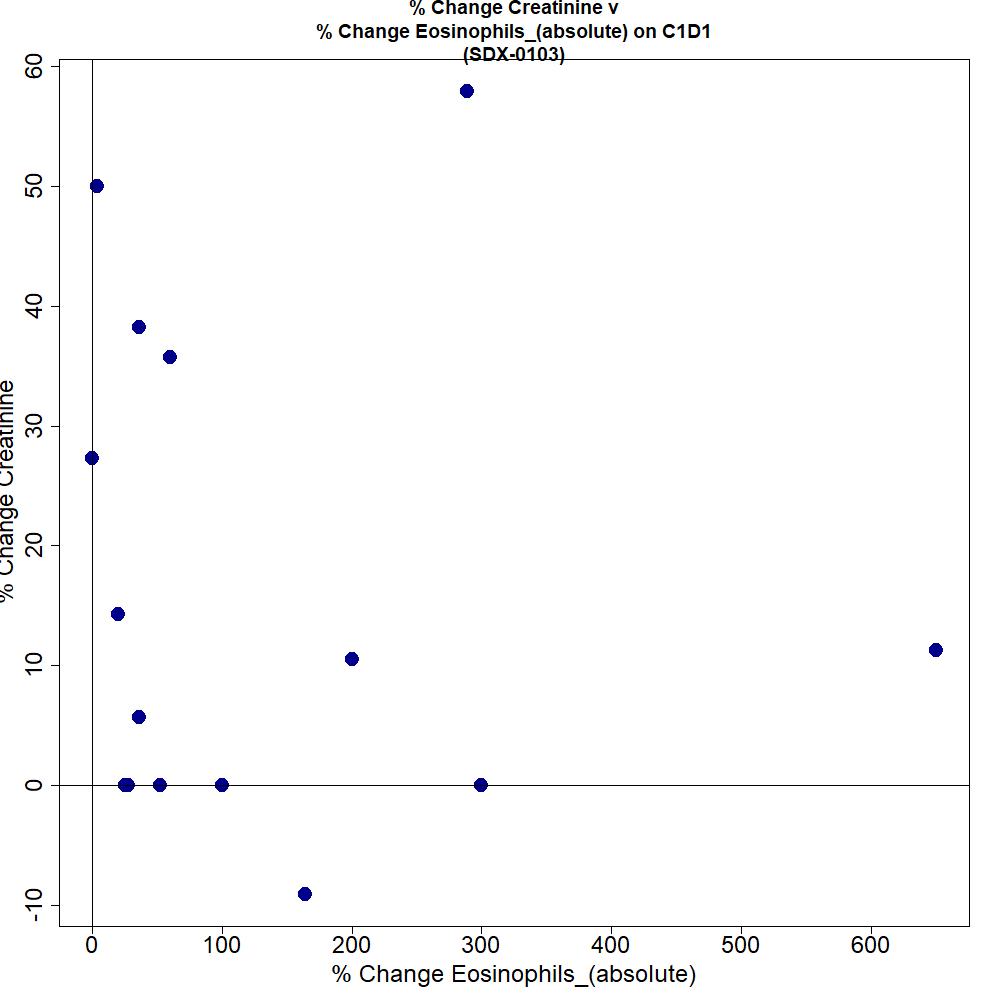 % Change Creatinine v
% Change Eosinophils_(absolute) on C1D1
(SDX-0103)
% Change Creatinine
60
50
40
30
20
10
0
-10
0 100 200 300 400 500 600
% Change Eosinophils_(absolute)